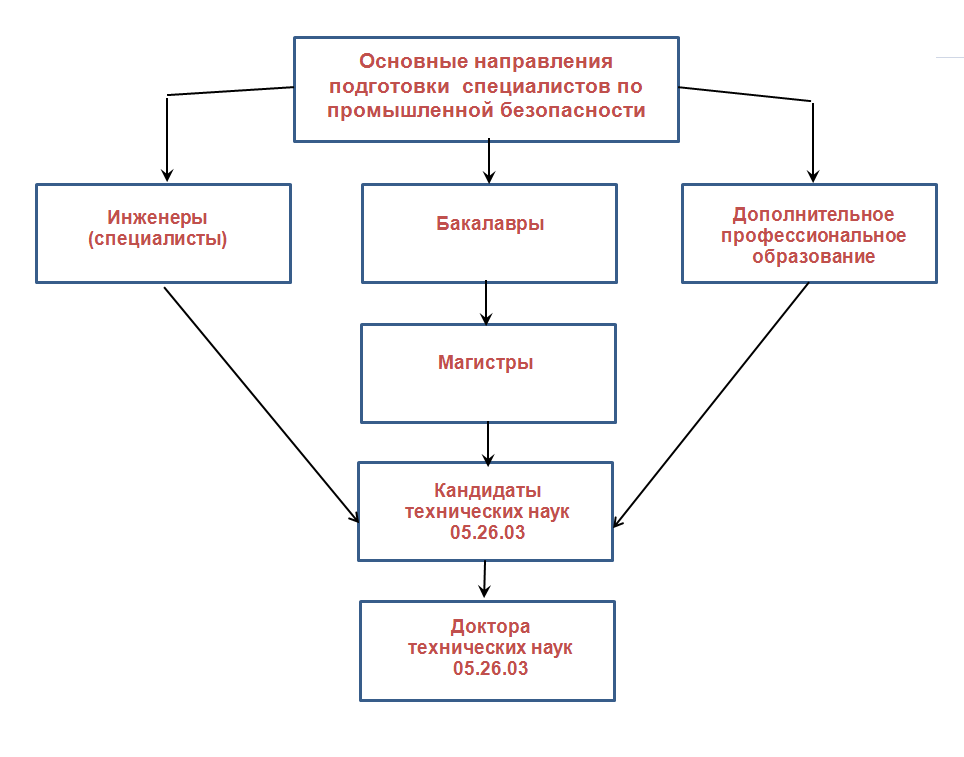 Основные направления
подготовки специалистов по
промышленной безопасности
Инженеры
(специалисты)
Бакалавры
Дополнительное
профессиональное
образование
Магистры
Кандидаты
технических наук
05.26.03
Доктора
технических наук
05.26.03